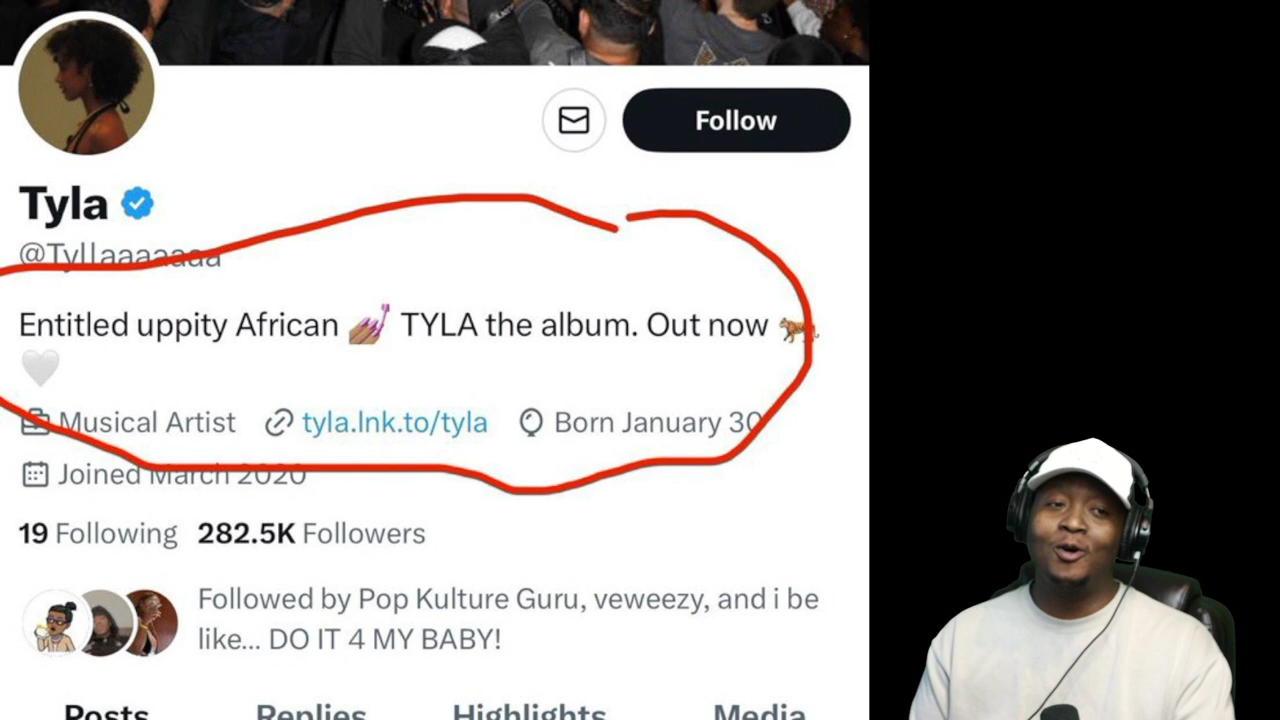 Follow
Tyla
@Tyllaaaaaaa
Entitled uppity African 💅🏽 TYLA the album. Out now 🐅
🤍
Musical Artist tyla.lnk.to/tyla Born January 30
Joined March 2020
19 Following 282.5K Followers
Followed by Pop Kulture Guru, veweezy, and i be
like... DO IT 4 MY BABY!
Posts Replies Highlights Media